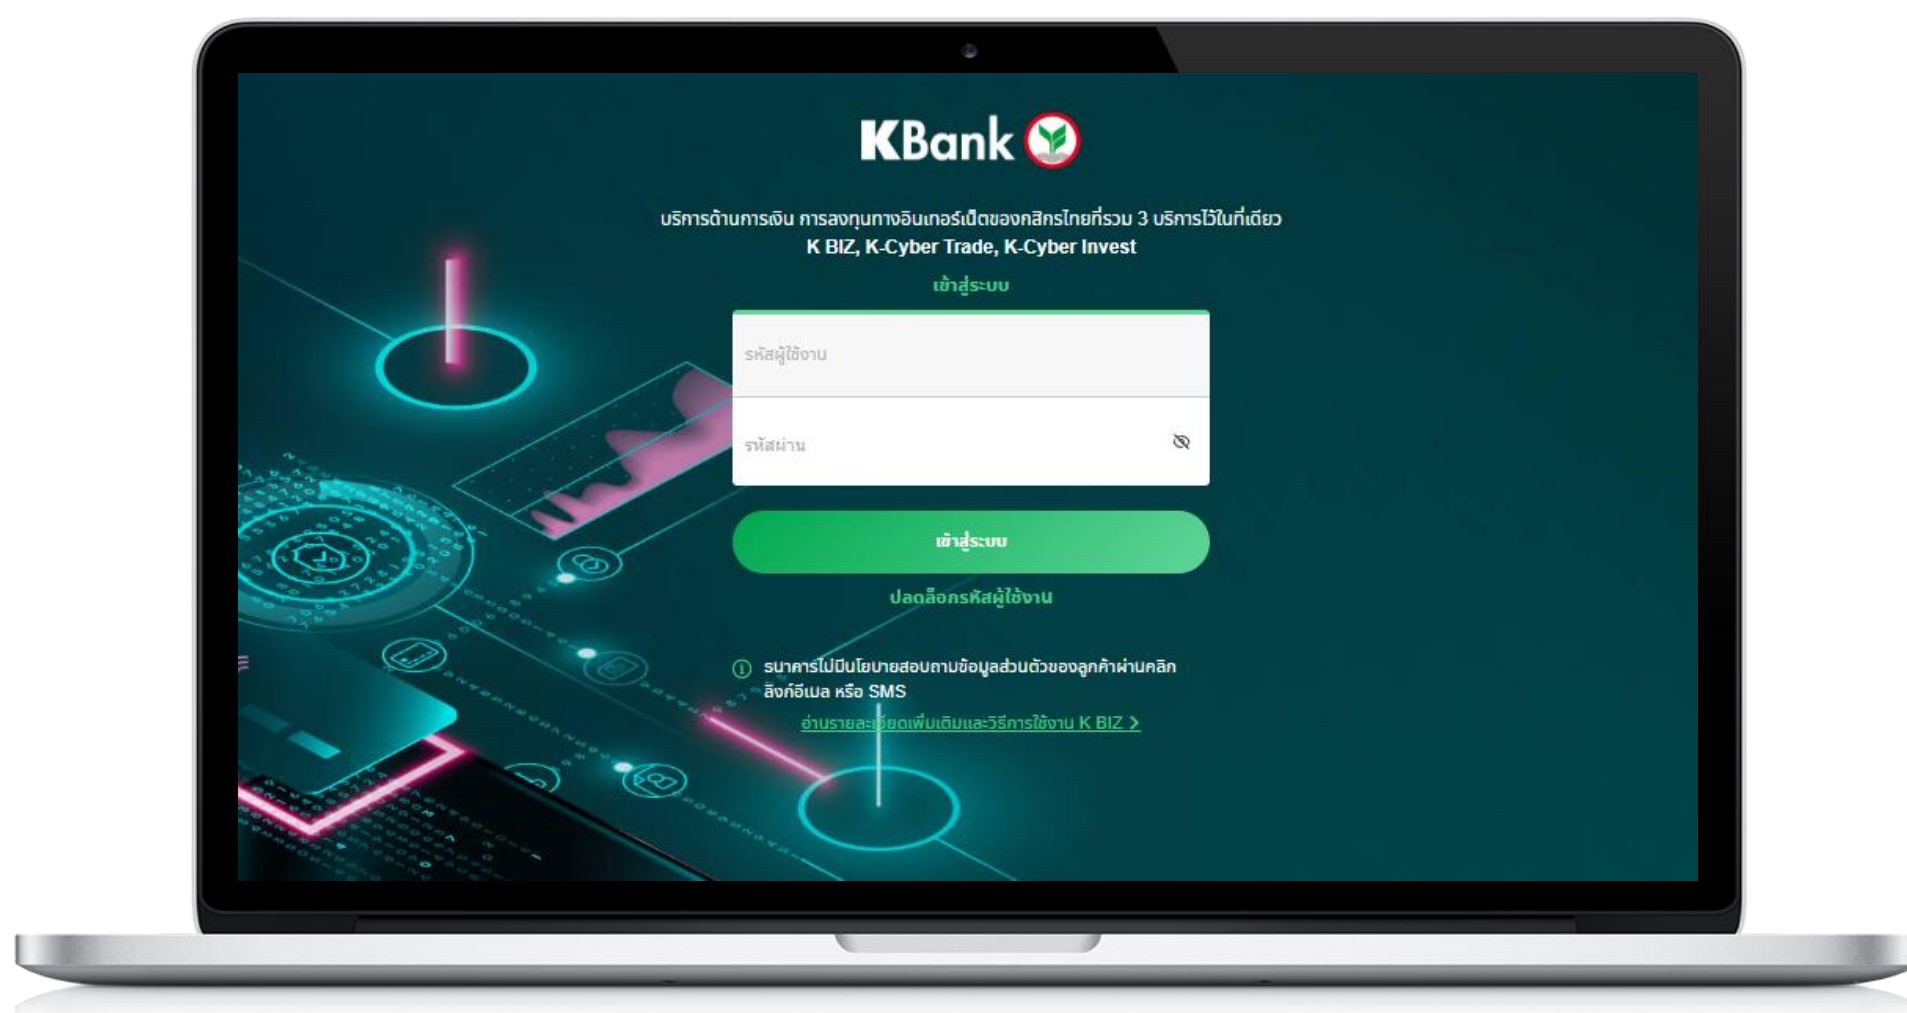 KBank
บริการด้านการเงิน การลงทุนทางอินเทอร์เน็ตของกสิกรไทยที่รวม 3 บริการไว้ในที่เดียว
K BIZ, K-Cyber Trade, K-Cyber Invest
เข้าสู่ระบบ
รหัสผู้ใช้งาน
รหัสผ่าน
เข้าสู่ระบบ
ปลดล็อกรหัสผู้ใช้งาน
ธนาคารไม่มีนโยบายสอบถามข้อมูลส่วนตัวของลูกค้าผ่านคลิก
ลิงก์อีเมล หรือ SMS
อ่านรายละเอียดเพิ่มเติมและวิธีการใช้งาน K BIZ >